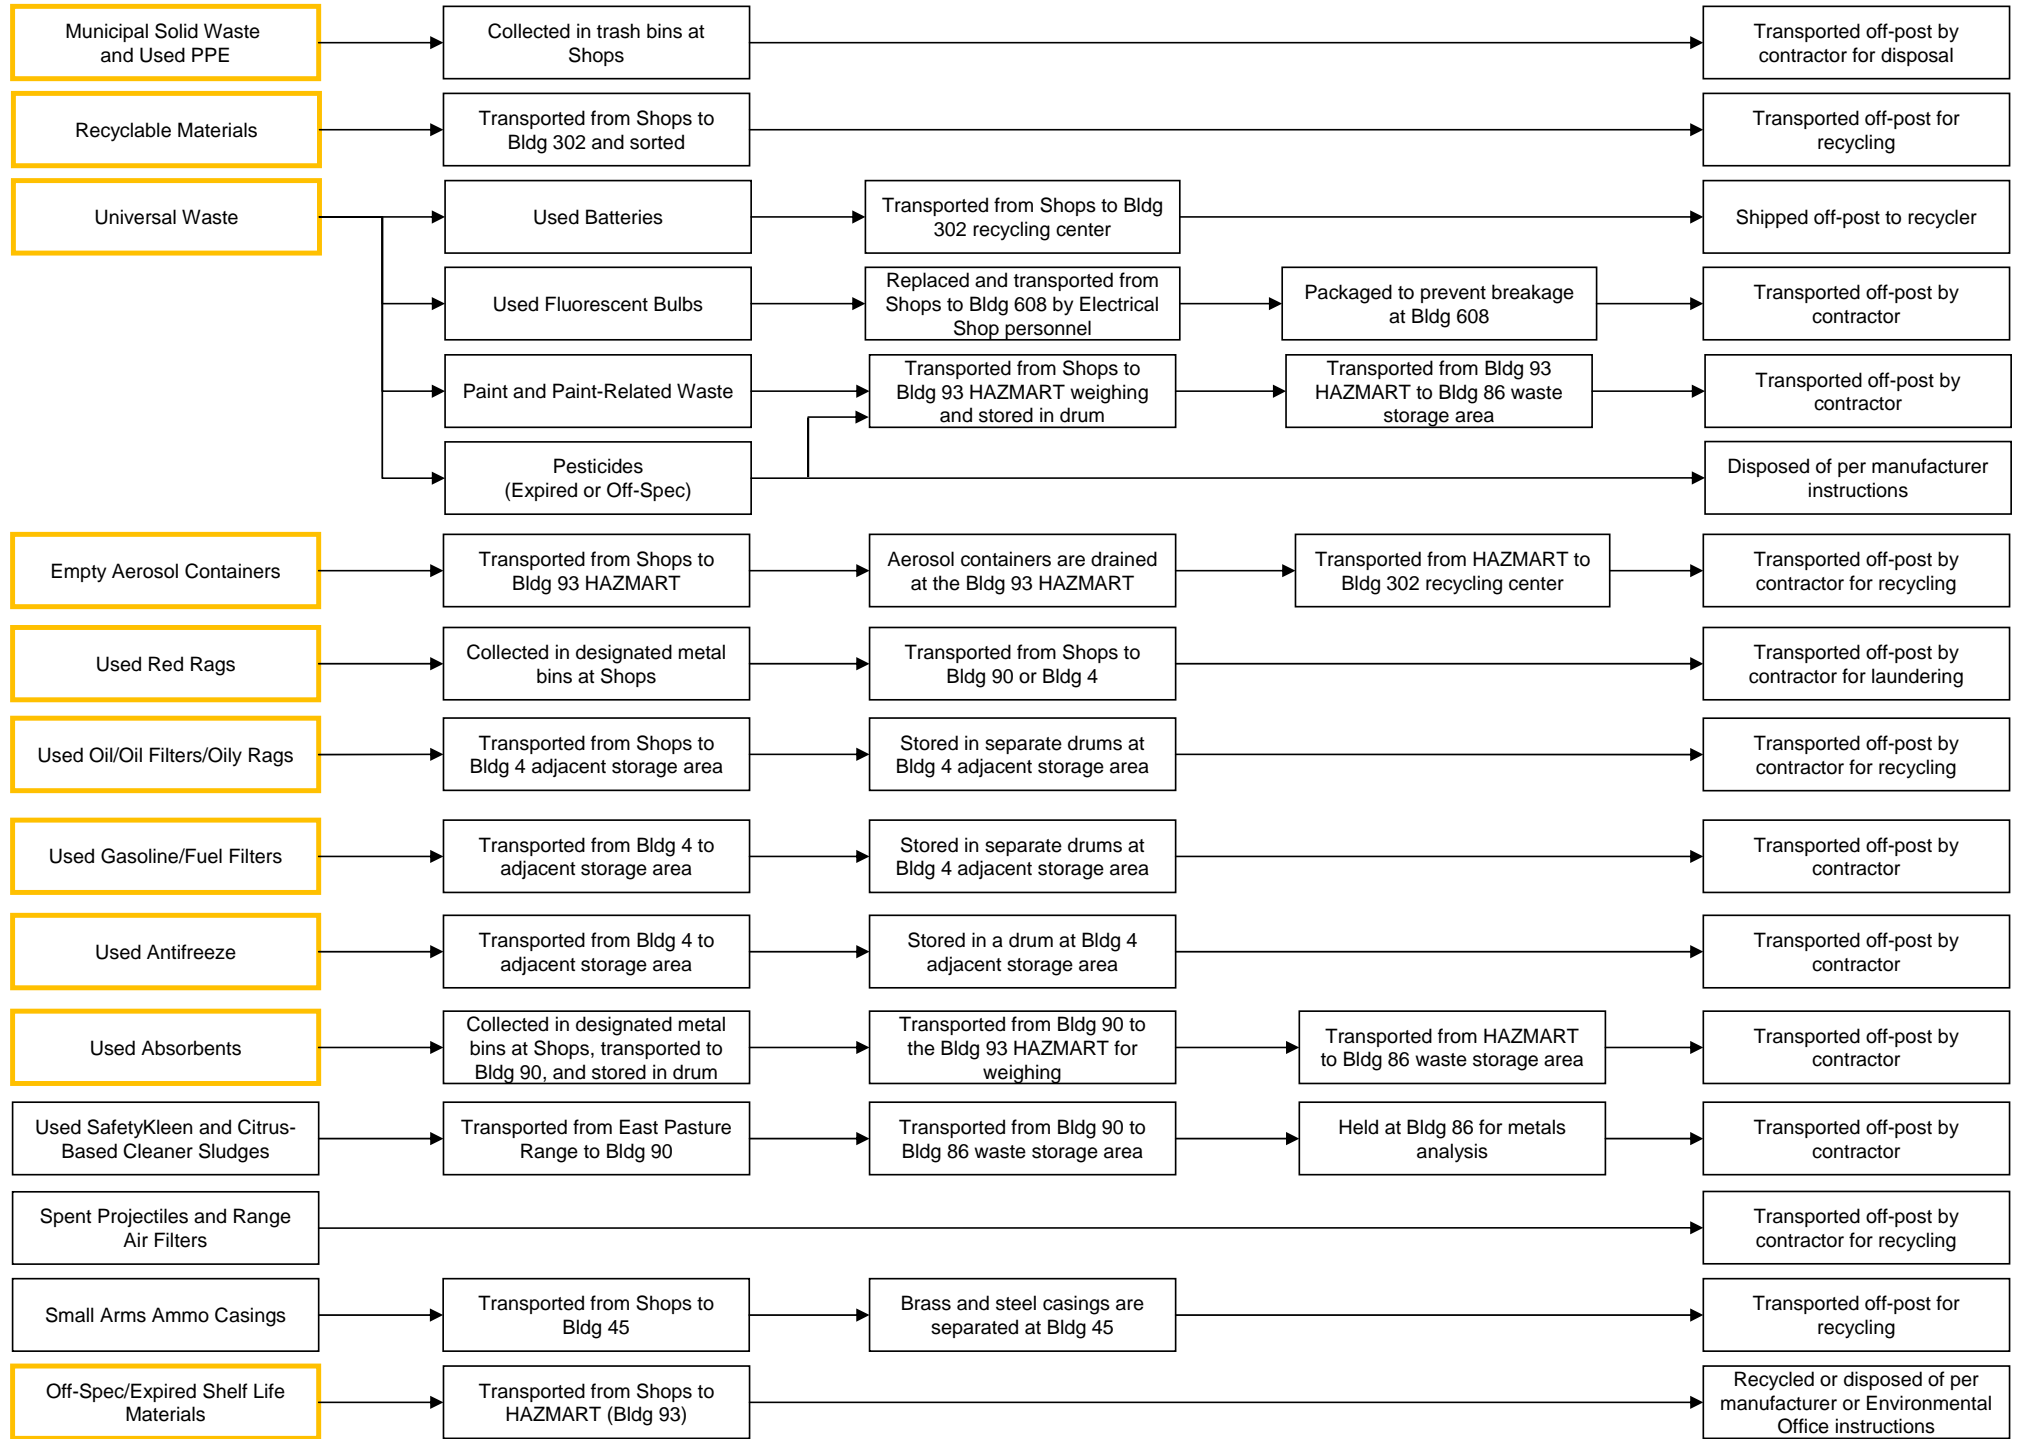 Municipal Solid Waste
and Used PPE
Collected in trash bins at
Shops
Transported off-post by
contractor for disposal
Recyclable Materials
Transported from Shops to
Bldg 302 and sorted
Transported off-post for
recycling
Universal Waste
Used Batteries
Transported from Shops to Bldg
302 recycling center
Shipped off-post to recycler
Used Fluorescent Bulbs
Replaced and transported from
Shops to Bldg 608 by Electrical
Shop personnel
Packaged to prevent breakage
at Bldg 608
Transported off-post by
contractor
Paint and Paint-Related Waste
Transported from Shops to
Bldg 93 HAZMART weighing
and stored in drum
Transported from Bldg 93
HAZMART to Bldg 86 waste
storage area
Transported off-post by
contractor
Pesticides
(Expired or Off-Spec)
Disposed of per manufacturer
instructions
Empty Aerosol Containers
Transported from Shops to
Bldg 93 HAZMART
Aerosol containers are drained
at the Bldg 93 HAZMART
Transported from HAZMART to
Bldg 302 recycling center
Transported off-post by
contractor for recycling
Used Red Rags
Collected in designated metal
bins at Shops
Transported from Shops to
Bldg 90 or Bldg 4
Transported off-post by
contractor for laundering
Used Oil/Oil Filters/Oily Rags
Transported from Shops to
Bldg 4 adjacent storage area
Stored in separate drums at
Bldg 4 adjacent storage area
Transported off-post by
contractor for recycling
Used Gasoline/Fuel Filters
Transported from Bldg 4 to
adjacent storage area
Stored in separate drums at
Bldg 4 adjacent storage area
Transported off-post by
contractor
Used Antifreeze
Transported from Bldg 4 to
adjacent storage area
Stored in a drum at Bldg 4
adjacent storage area
Transported off-post by
contractor
Used Absorbents
Collected in designated metal
bins at Shops, transported to
Bldg 90, and stored in drum
Transported from Bldg 90 to
the Bldg 93 HAZMART for
weighing
Transported from HAZMART
to Bldg 86 waste storage area
Transported off-post by
contractor
Used SafetyKleen and Citrus-
Based Cleaner Sludges
Transported from East Pasture
Range to Bldg 90
Transported from Bldg 90 to
Bldg 86 waste storage area
Held at Bldg 86 for metals
analysis
Transported off-post by
contractor
Spent Projectiles and Range
Air Filters
Transported off-post by
contractor for recycling
Small Arms Ammo Casings
Transported from Shops to
Bldg 45
Brass and steel casings are
separated at Bldg 45
Transported off-post for
recycling
Off-Spec/Expired Shelf Life
Materials
Transported from Shops to
HAZMART (Bldg 93)
Recycled or disposed of per
manufacturer or Environmental
Office instructions